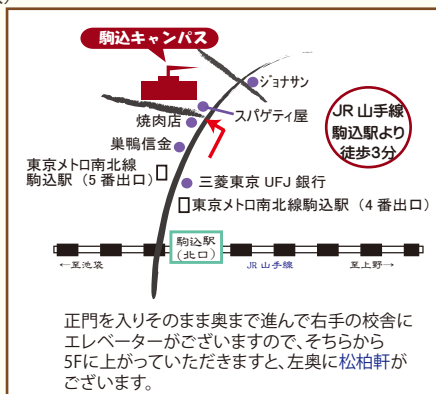 駒込キャンパス
ジョナサン
スパゲティ屋
焼肉店
JR 山手線
駒込駅より
徒歩3分
巣鴨信金
東京メトロ南北線
駒込駅（5 番出口）
三菱東京 UFJ 銀行
東京メトロ南北線駒込駅（4 番出口）
駒込駅
（北口）
←至池袋
JR 山手線
至上野→
正門を入りそのまま奥まで進んで右手の校舎に
エレベーターがございますので、そちらから
5Fに上がっていただきますと、左奥に松柏軒が
ございます。